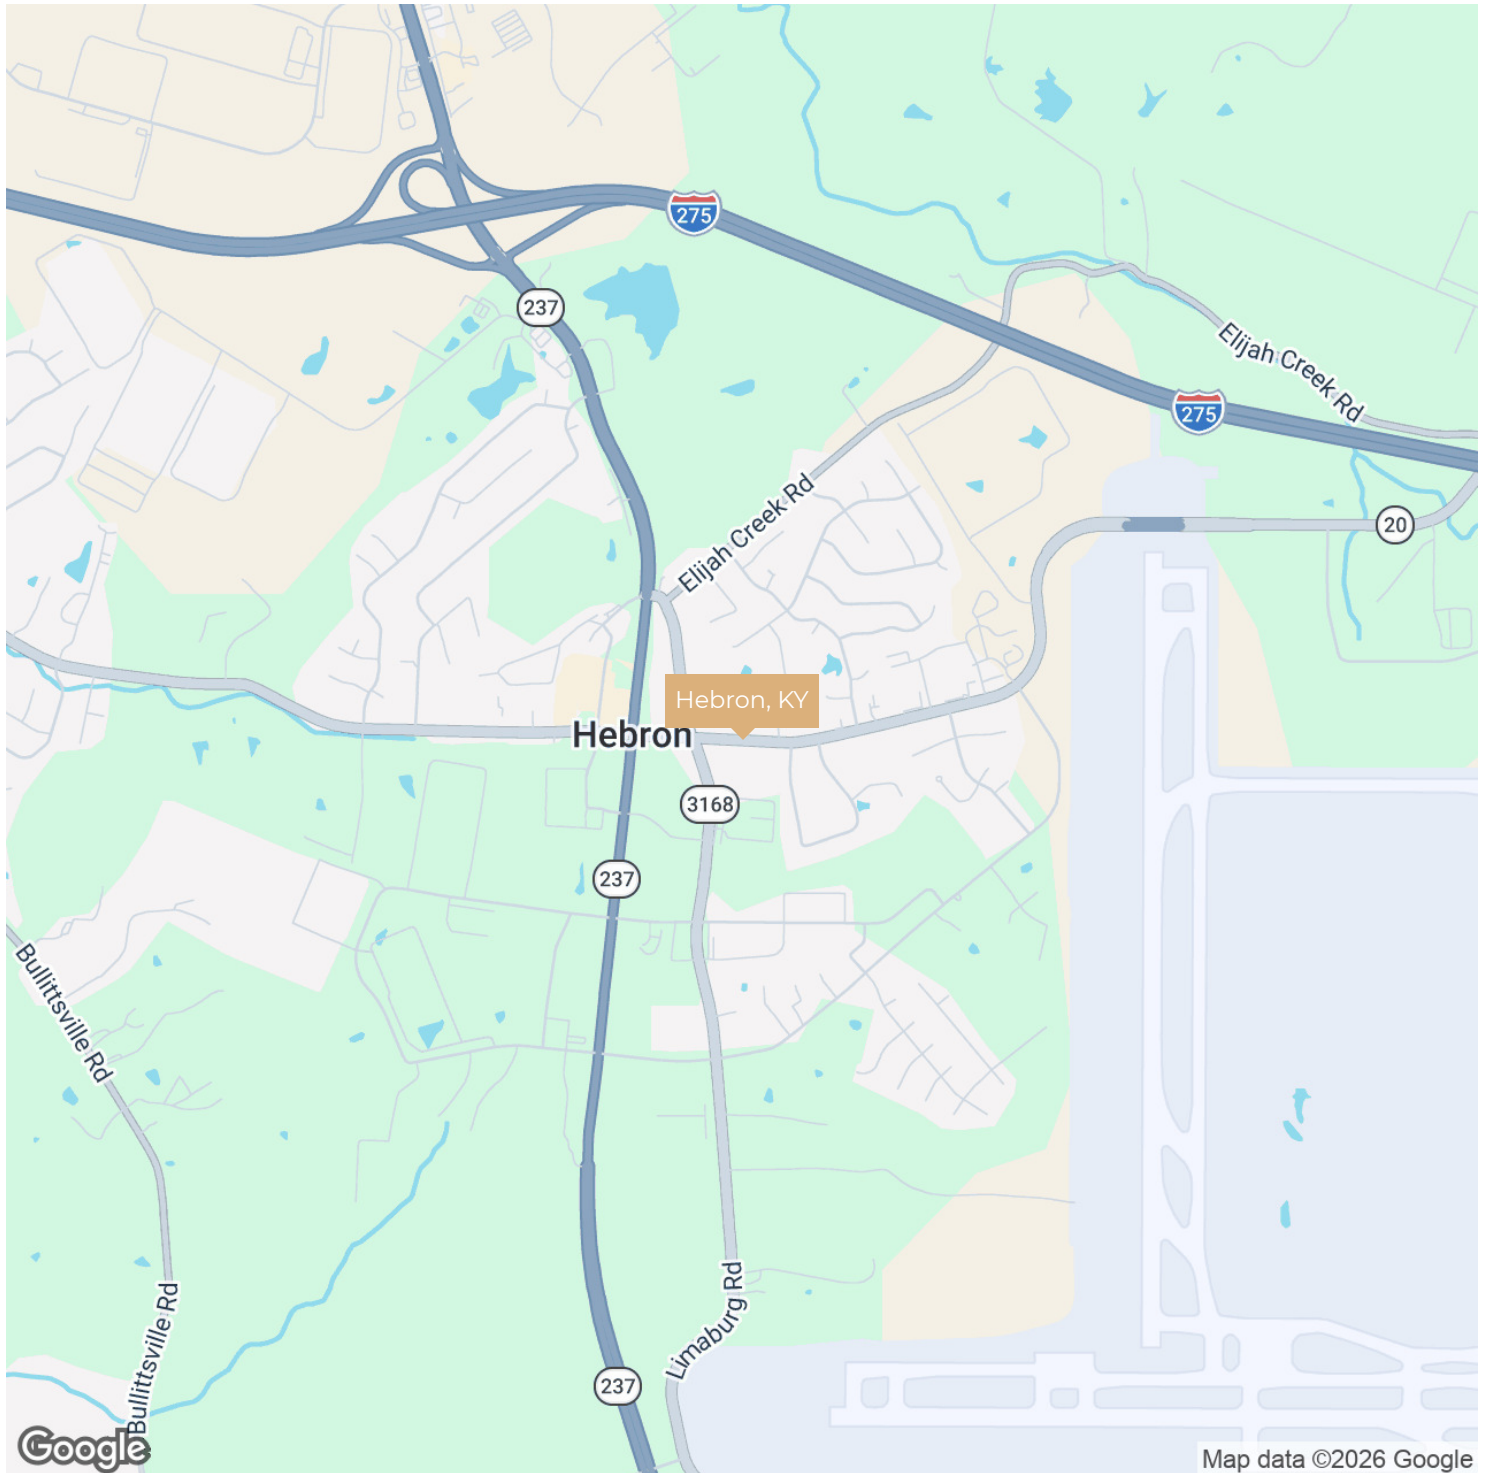 275
237
Elijah Creek Rd
275
Elijah Creek Rd
20
Hebron, KY
Hebron
3168
237
Bullittsville Rd
Limaburg Rd
Bullittsville Rd
237
Google
Map data ©2026 Google